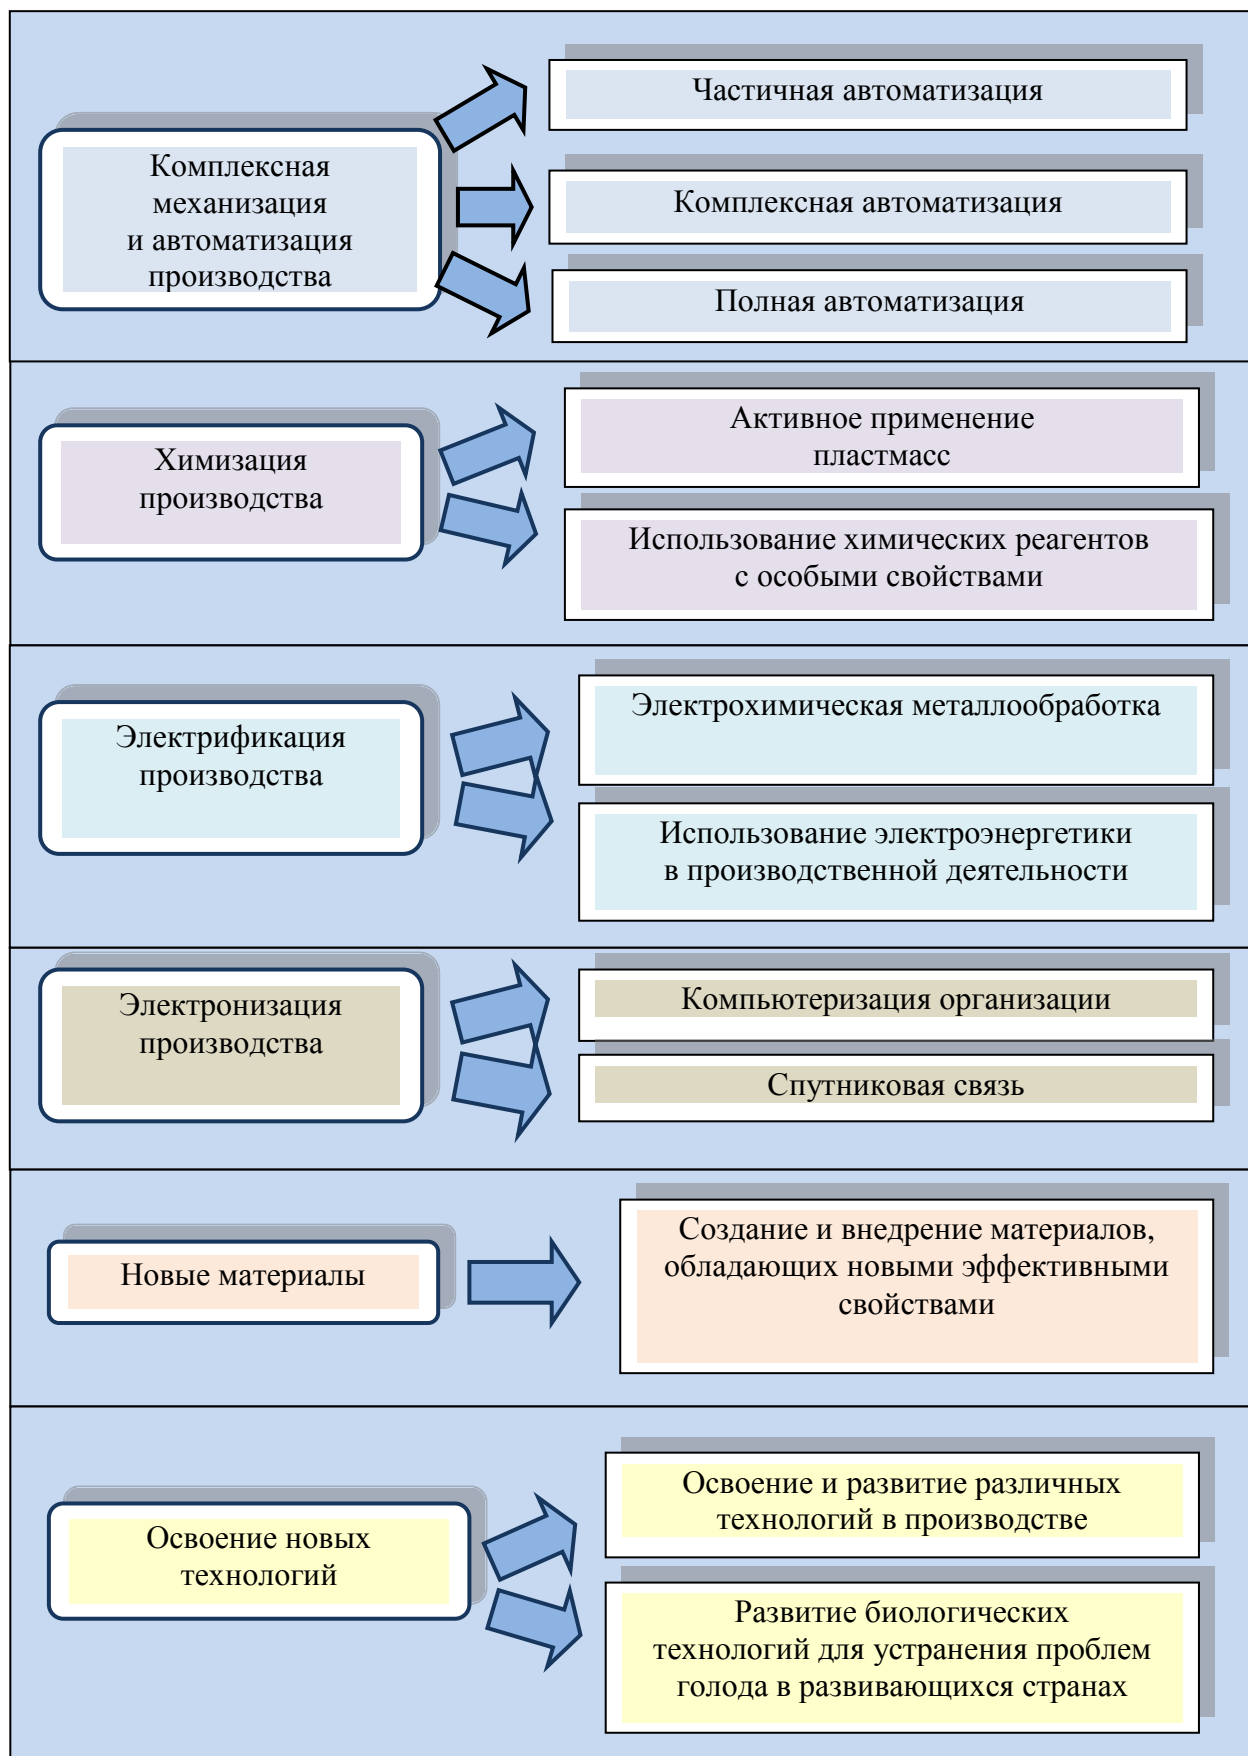 Комплексная
механизация
и автоматизация
производства
Частичная автоматизация
Комплексная автоматизация
Полная автоматизация
Химизация
производства
Активное применение
пластмасс
Использование химических реагентов
с особыми свойствами
Электрификация
производства
Электрохимическая металлообработка
Использование электроэнергетики
в производственной деятельности
Электронизация
производства
Компьютеризация организации
Спутниковая связь
Новые материалы
Создание и внедрение материалов,
обладающих новыми эффективными
свойствами
Освоение новых
технологий
Освоение и развитие различных
технологий в производстве
Развитие биологических
технологий для устранения проблем
голода в развивающихся странах